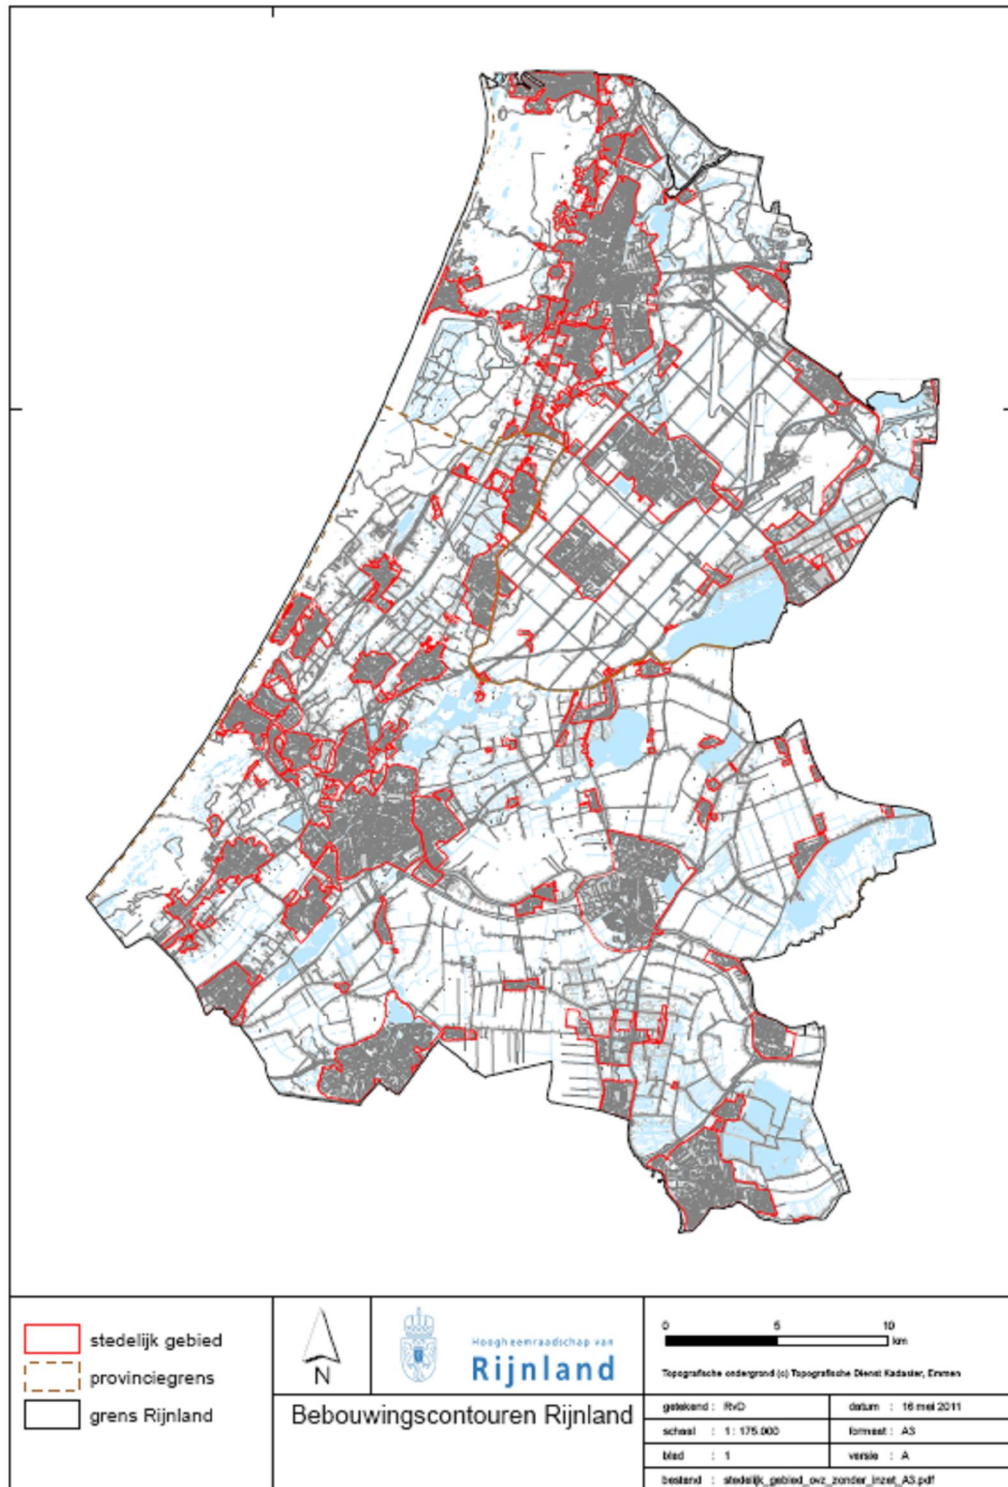 stedelijk gebied
provinciegrens
grens Rijnland
N
Hoogheemraadschap van
Rijnland
Bebouwingscontouren Rijnland
0 5 10
km
Topografische ondergrond (c) Topografische Dienst Kadaster, Emmen
getekend : RvD
datum : 16 mei 2011
schaal : 1: 175.000
formaat : A3
blad : 1
versie : A
bestand : stedelijk_gebied_ovz_zonder_inzet_A3.pdf